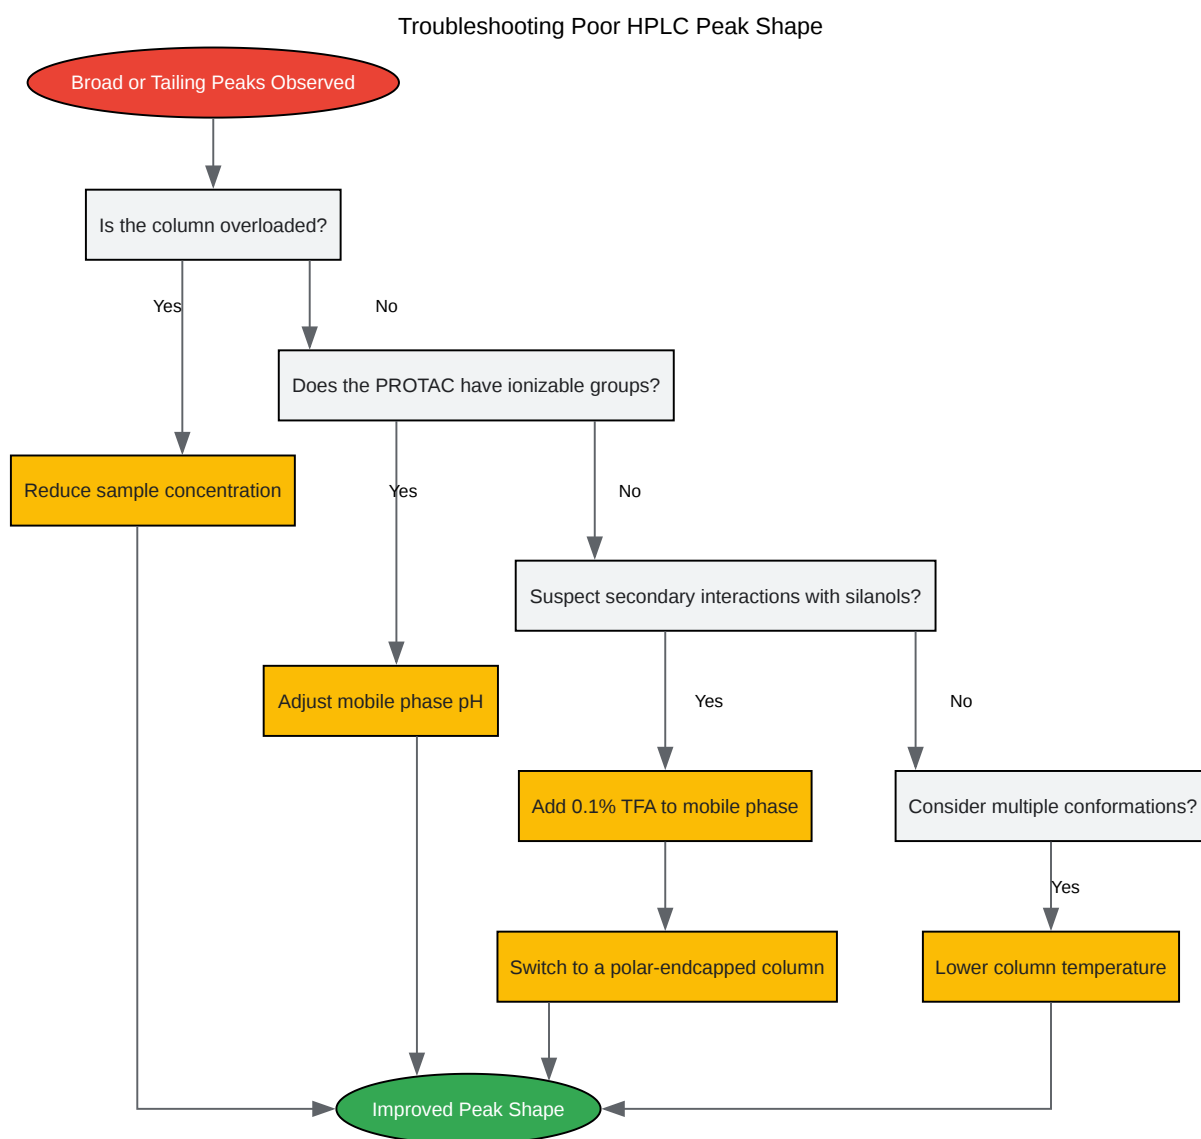 Troubleshooting Poor HPLC Peak Shape
Broad or Tailing Peaks Observed
Is the column overloaded?
Yes
No
Does the PROTAC have ionizable groups?
Reduce sample concentration
Yes
No
Suspect secondary interactions with silanols?
Adjust mobile phase pH
Yes
No
Add 0.1% TFA to mobile phase
Consider multiple conformations?
Yes
Switch to a polar-endcapped column
Lower column temperature
Improved Peak Shape